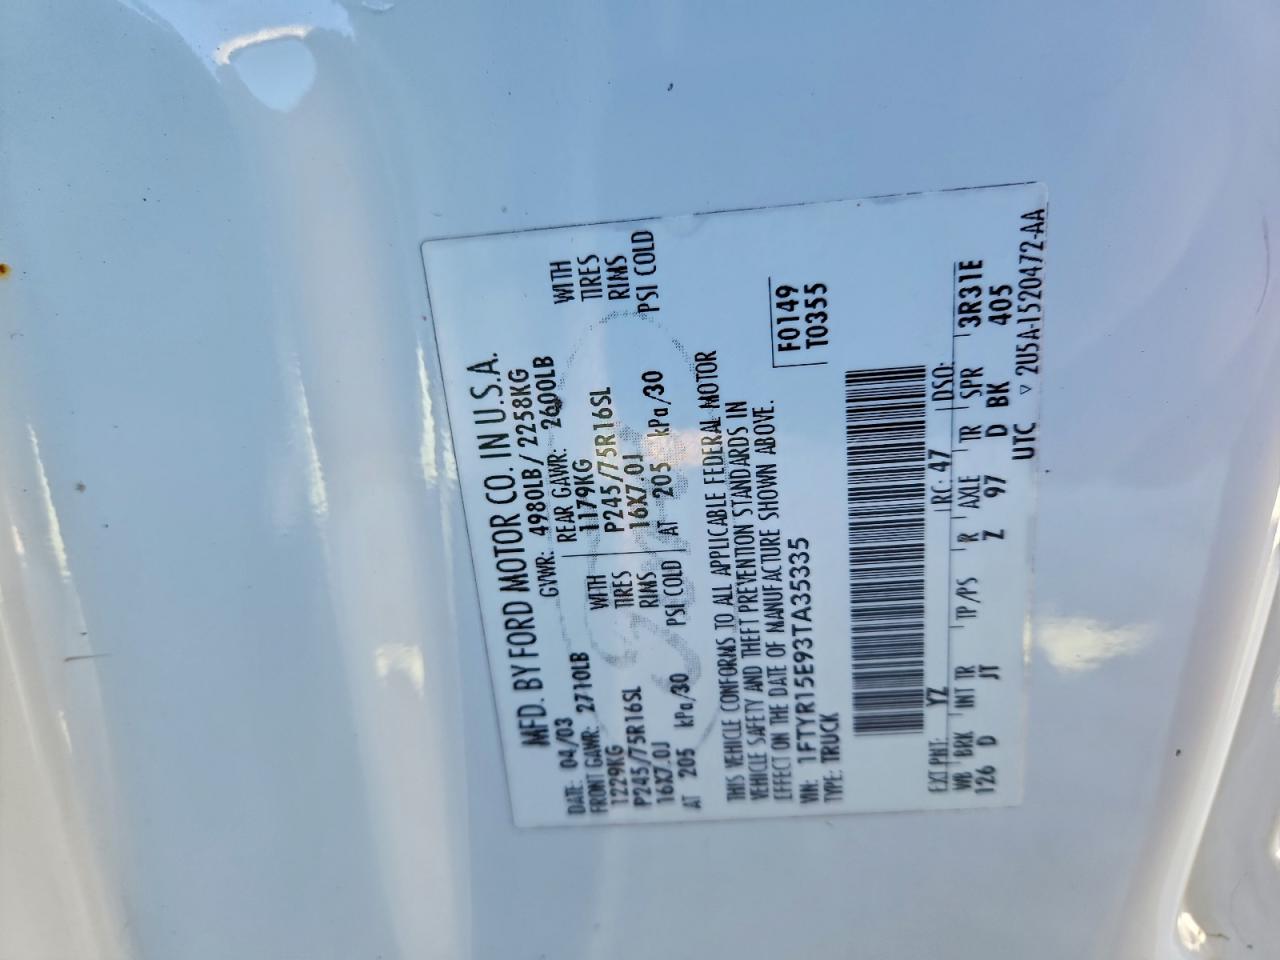 MFD. BY FORD MOTOR CO. IN U.S.A.
DATE: 04/03 GVWR: 4980LB/2258KG
FRONT GAWR: 2710LB REAR GAWR: 2600LB
1229KG WITH 1179KG WITH
P245/75R16SL TIRES P245/75R16SL TIRES
16X7.0J RIMS 16X7.0J RIMS
AT 205 kPa/30 PSI COLD AT 205 kPa/30 PSI COLD
THIS VEHICLE CONFORMS TO ALL APPLICABLE FEDERAL MOTOR
VEHICLE SAFETY AND THEFT PREVENTION STANDARDS IN
EFFECT ON THE DATE OF MANUFACTURE SHOWN ABOVE.
VIN: 1FTYR15E93TA35335 F0149
TYPE: TRUCK T0355
EXT PNT: YZ RC: 47 DSO:
WB BRK INT TR TP/PS R AXLE TR SPR 3R31E
126 D JT Z 97 D BK 405
UTC ▽ 2U5A-1520472-AA